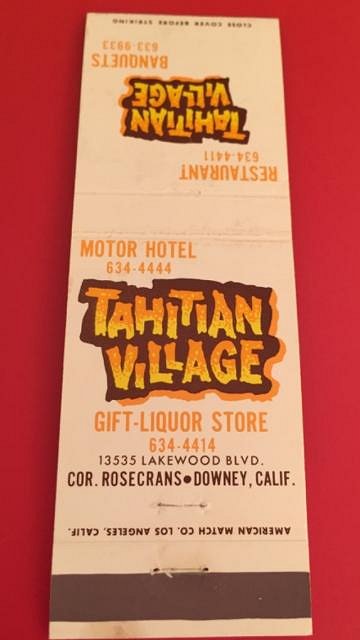 CLOSE COVER BEFORE STRIKING
BANQUETS
633-9933
TAHITIAN
VILLAGE
RESTAURANT
634-4411
MOTOR HOTEL
634-4444
TAHITIAN
VILLAGE
GIFT-LIQUOR STORE
634-4414
13535 LAKEWOOD BLVD.
COR. ROSECRANS•DOWNEY, CALIF.
AMERICAN MATCH CO. LOS ANGELES, CALIF.